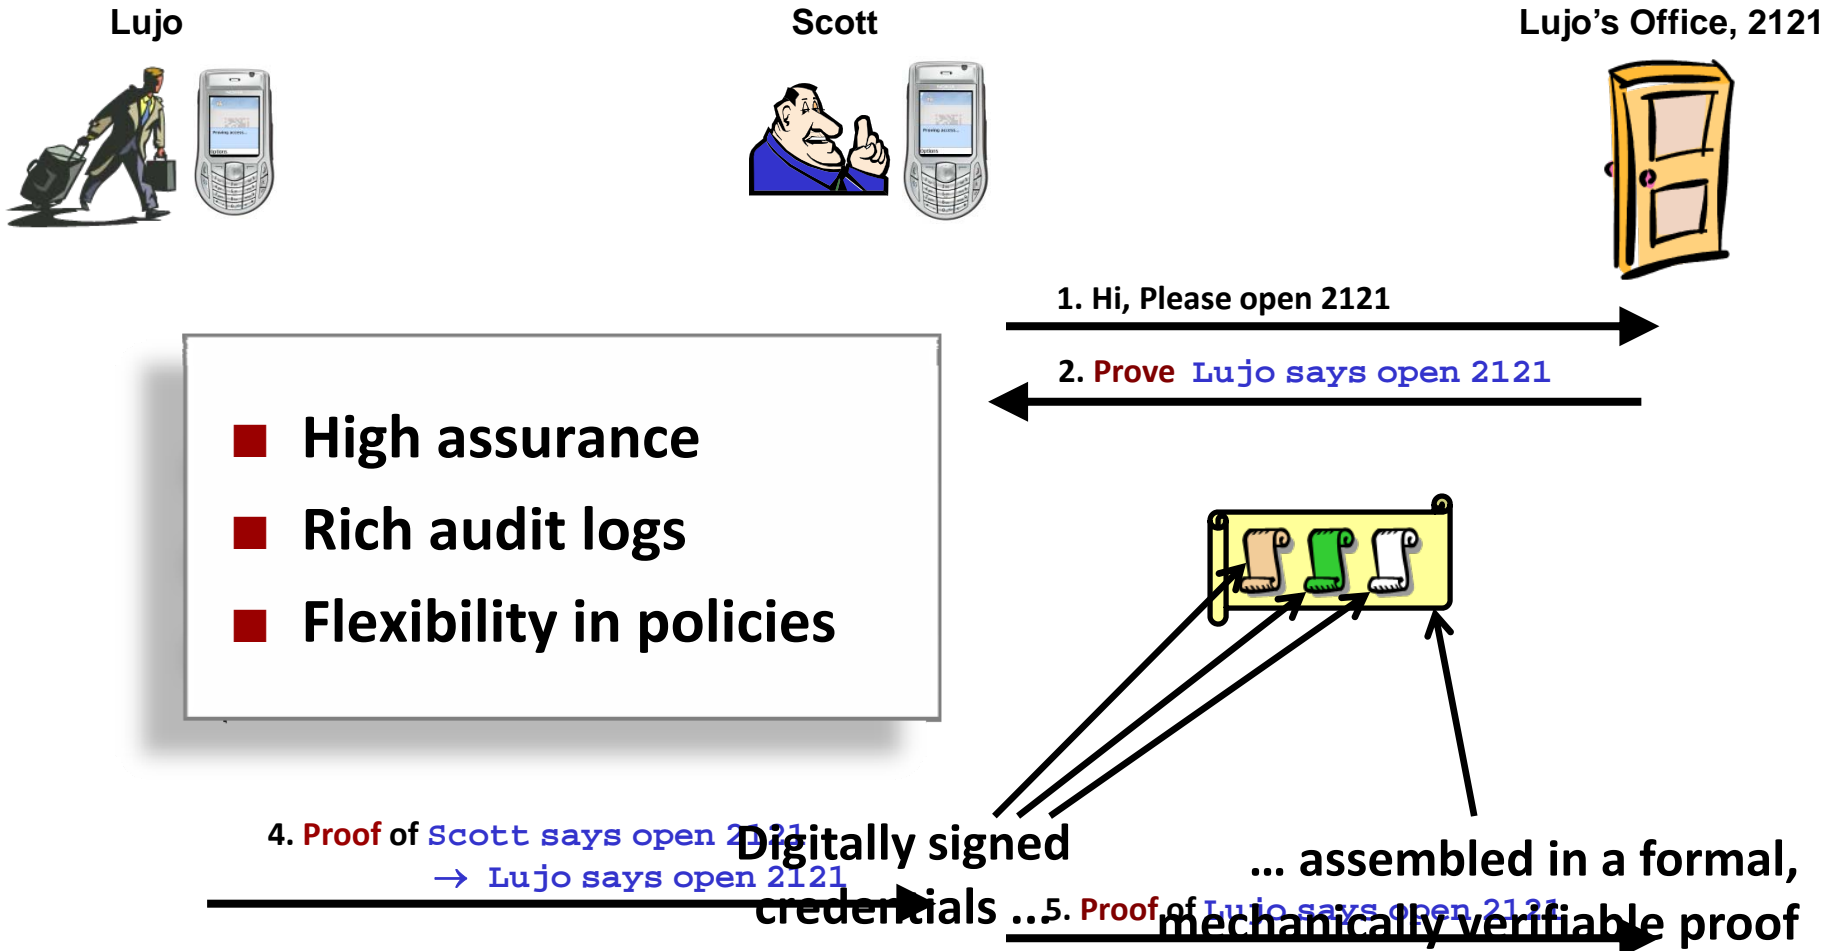 Lujo
Scott
Lujo’s Office, 2121
1. Hi, Please open 2121
2. Prove Lujo says open 2121
■ High assurance
■ Rich audit logs
■ Flexibility in policies
4. Proof of Scott says open 2121
→ Lujo says open 2121
Digitally signed
credentials ...
... assembled in a formal,
mechanically verifiable proof
5. Proof of Lujo says open 2121